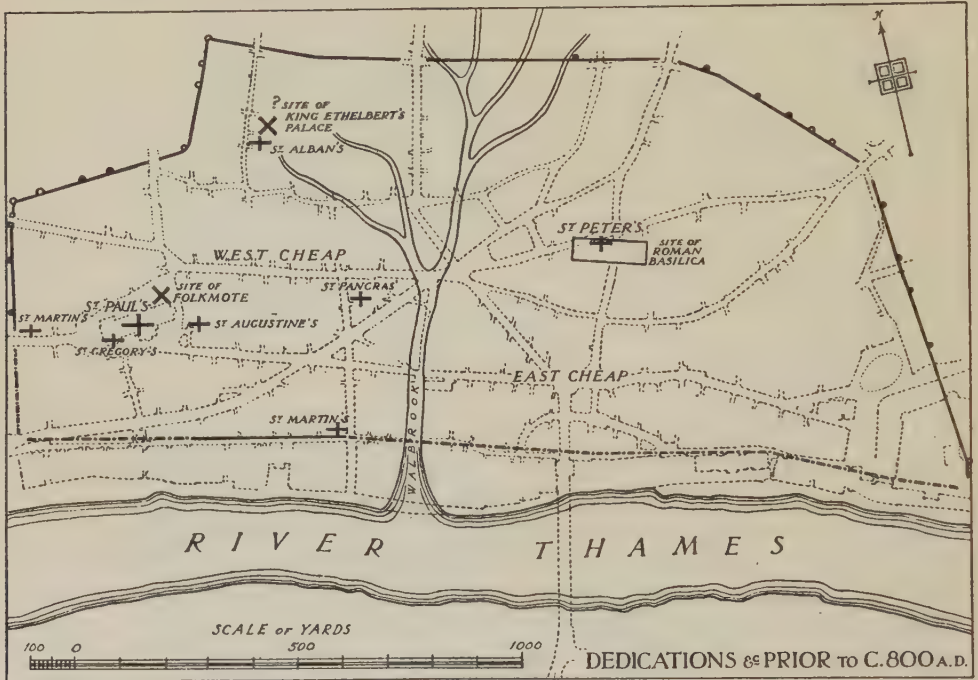 N
? SITE OF
KING ETHELBERT'S
PALACE
ST ALBAN'S
WEST CHEAP
ST PETER'S
SITE OF
ROMAN
BASILICA
ST PANCRAS
SITE OF
FOLKMOTE
ST PAUL'S
ST MARTIN'S
ST AUGUSTINE'S
ST GREGORY'S
EAST CHEAP
WALBROOK
ST MARTIN'S
RIVER THAMES
SCALE OF YARDS
100 0 500 1000
DEDICATIONS &c PRIOR TO C.800 A.D.